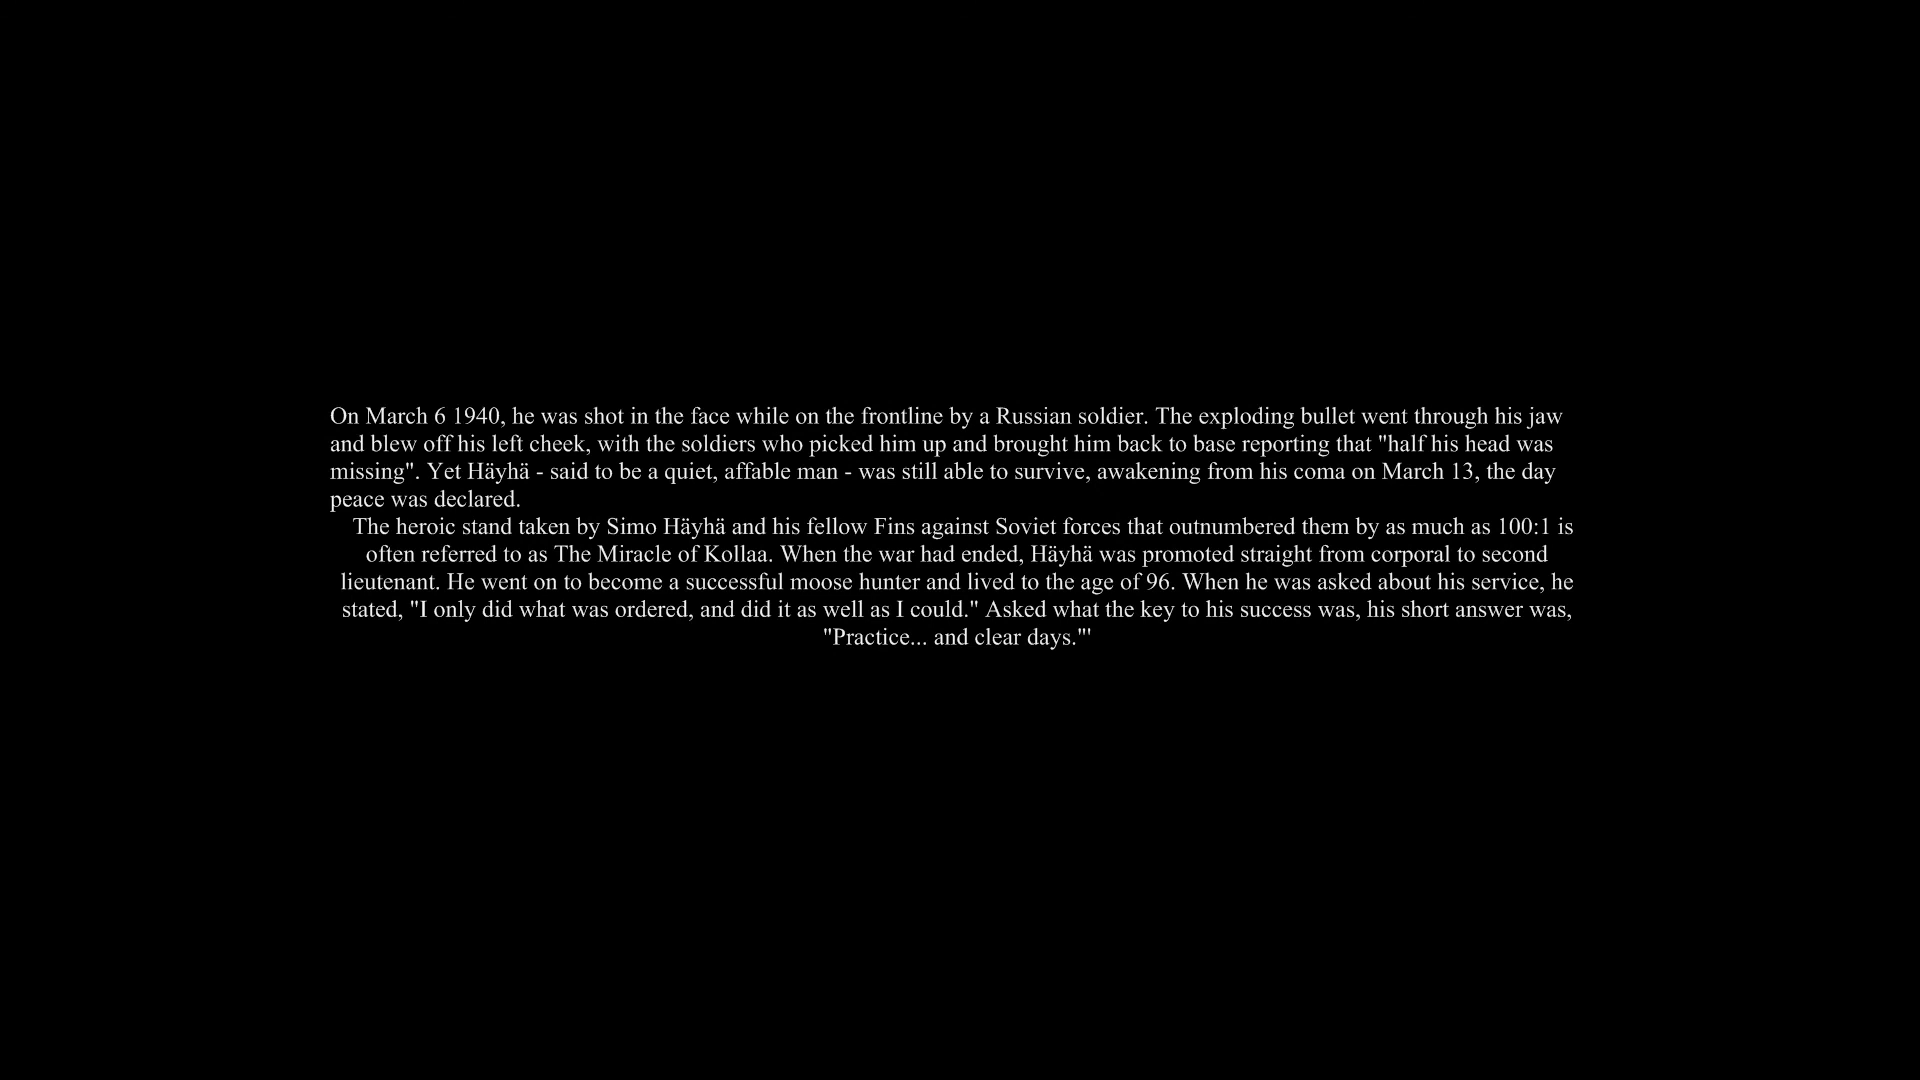 On March 6 1940, he was shot in the face while on the frontline by a Russian soldier. The exploding bullet went through his jaw
and blew off his left cheek, with the soldiers who picked him up and brought him back to base reporting that "half his head was
missing". Yet Häyhä - said to be a quiet, affable man - was still able to survive, awakening from his coma on March 13, the day
peace was declared.
The heroic stand taken by Simo Häyhä and his fellow Fins against Soviet forces that outnumbered them by as much as 100:1 is
often referred to as The Miracle of Kollaa. When the war had ended, Häyhä was promoted straight from corporal to second
lieutenant. He went on to become a successful moose hunter and lived to the age of 96. When he was asked about his service, he
stated, "I only did what was ordered, and did it as well as I could." Asked what the key to his success was, his short answer was,
"Practice... and clear days."'